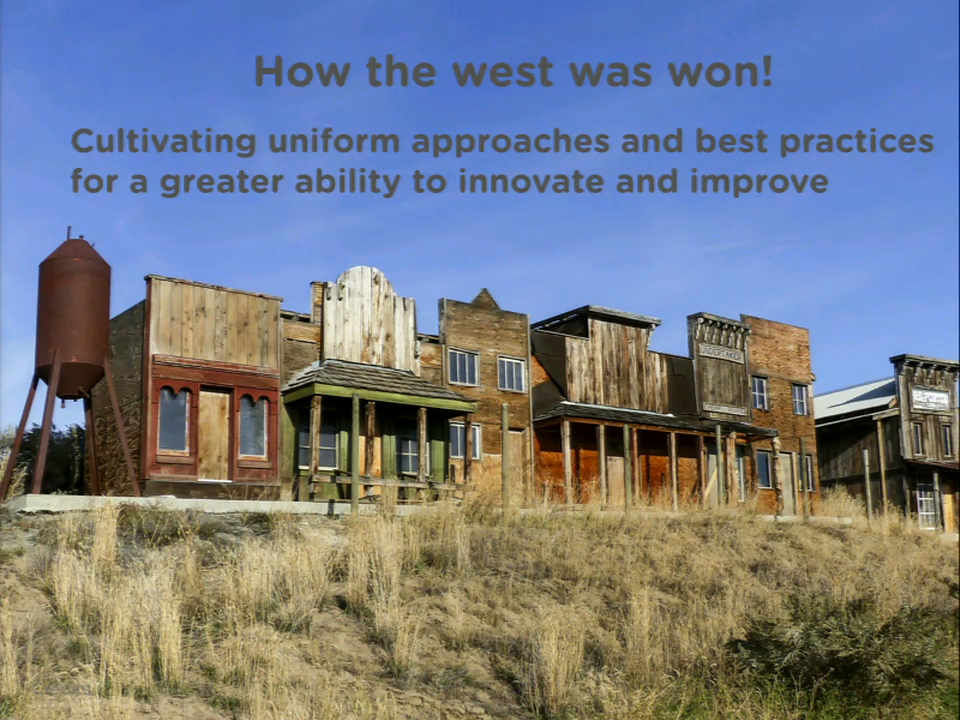 How the west was won!
Cultivating uniform approaches and best practices
for a greater ability to innovate and improve
UNDERTAKER